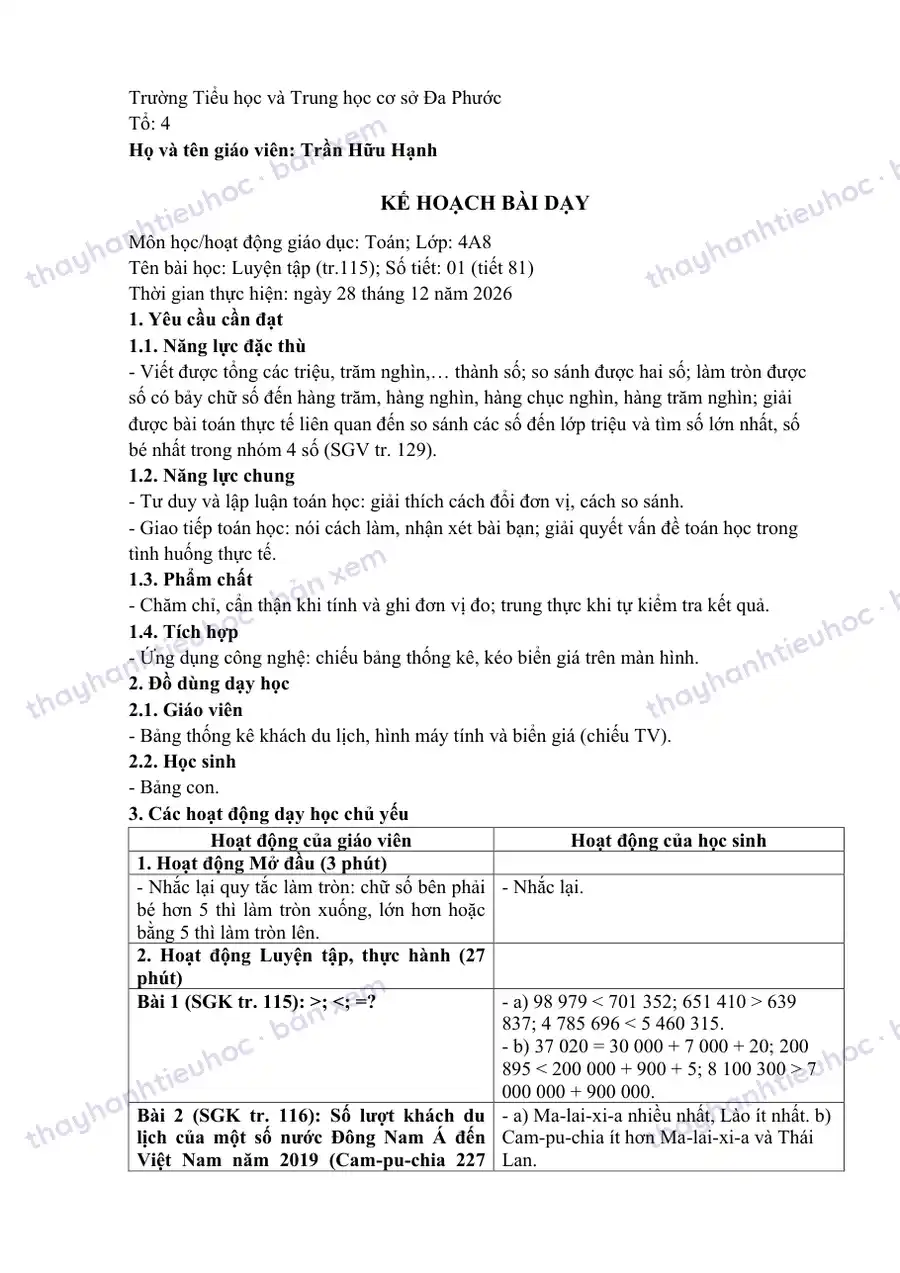 Trường Tiểu học và Trung học cơ sở Đa Phước
Tổ: 4
Họ và tên giáo viên: Trần Hữu Hạnh
KẾ HOẠCH BÀI DẠY
Môn học/hoạt động giáo dục: Toán; Lớp: 4A8
Tên bài học: Luyện tập (tr.115); Số tiết: 01 (tiết 81)
Thời gian thực hiện: ngày 28 tháng 12 năm 2026
1. Yêu cầu cần đạt
1.1. Năng lực đặc thù
- Viết được tổng các triệu, trăm nghìn,… thành số; so sánh được hai số; làm tròn được
số có bảy chữ số đến hàng trăm, hàng nghìn, hàng chục nghìn, hàng trăm nghìn; giải
được bài toán thực tế liên quan đến so sánh các số đến lớp triệu và tìm số lớn nhất, số
bé nhất trong nhóm 4 số (SGV tr. 129).
1.2. Năng lực chung
- Tư duy và lập luận toán học: giải thích cách đổi đơn vị, cách so sánh.
- Giao tiếp toán học: nói cách làm, nhận xét bài bạn; giải quyết vấn đề toán học trong
tình huống thực tế.
1.3. Phẩm chất
- Chăm chỉ, cẩn thận khi tính và ghi đơn vị đo; trung thực khi tự kiểm tra kết quả.
1.4. Tích hợp
- Ứng dụng công nghệ: chiếu bảng thống kê, kéo biển giá trên màn hình.
2. Đồ dùng dạy học
2.1. Giáo viên
- Bảng thống kê khách du lịch, hình máy tính và biển giá (chiếu TV).
2.2. Học sinh
- Bảng con.
3. Các hoạt động dạy học chủ yếu
Hoạt động của giáo viên
Hoạt động của học sinh
1. Hoạt động Mở đầu (3 phút)
- Nhắc lại quy tắc làm tròn: chữ số bên phải
bé hơn 5 thì làm tròn xuống, lớn hơn hoặc
bằng 5 thì làm tròn lên.
- Nhắc lại.
2. Hoạt động Luyện tập, thực hành (27
phút)
Bài 1 (SGK tr. 115): >; <; =?
- a) 98 979 < 701 352; 651 410 > 639
837; 4 785 696 < 5 460 315.
- b) 37 020 = 30 000 + 7 000 + 20; 200
895 < 200 000 + 900 + 5; 8 100 300 > 7
000 000 + 900 000.
Bài 2 (SGK tr. 116): Số lượt khách du
lịch của một số nước Đông Nam Á đến
Việt Nam năm 2019 (Cam-pu-chia 227
- a) Ma-lai-xi-a nhiều nhất, Lào ít nhất. b)
Cam-pu-chia ít hơn Ma-lai-xi-a và Thái
Lan.
thayhanhtieuhoc · bản xem
thayhanhtieuhoc · b
thayhanhtieuhoc · bản xem
thayhanhtieuhoc · b
thayhanhtieuhoc · bản xem
thayhanhtieuhoc · b